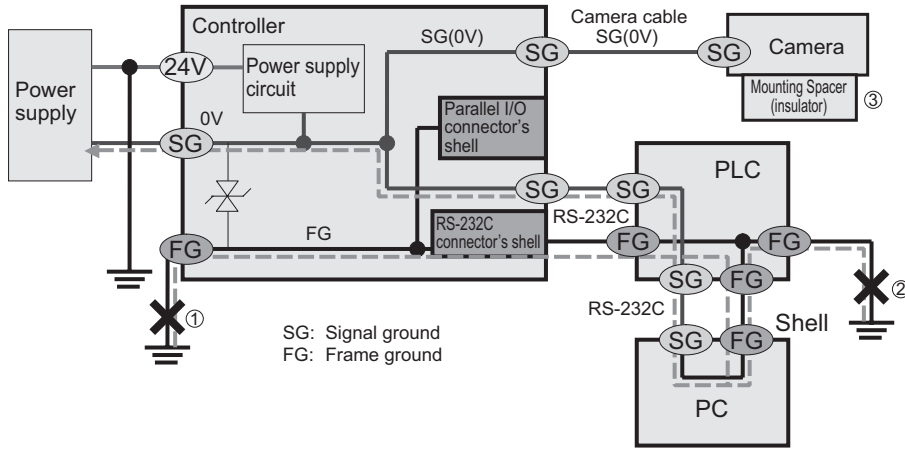 Controller
Camera cable
SG(0V)
SG(0V)
SG
SG
Camera
24V
Power supply
circuit
Mounting Spacer
(insulator)
③
Power
supply
0V
SG
Parallel I/O
connector's
shell
PLC
SG
SG
RS-232C
FG
FG
RS-232C
connector's shell
FG
FG
SG
FG
①
②
RS-232C
Shell
SG: Signal ground
FG: Frame ground
SG
FG
PC